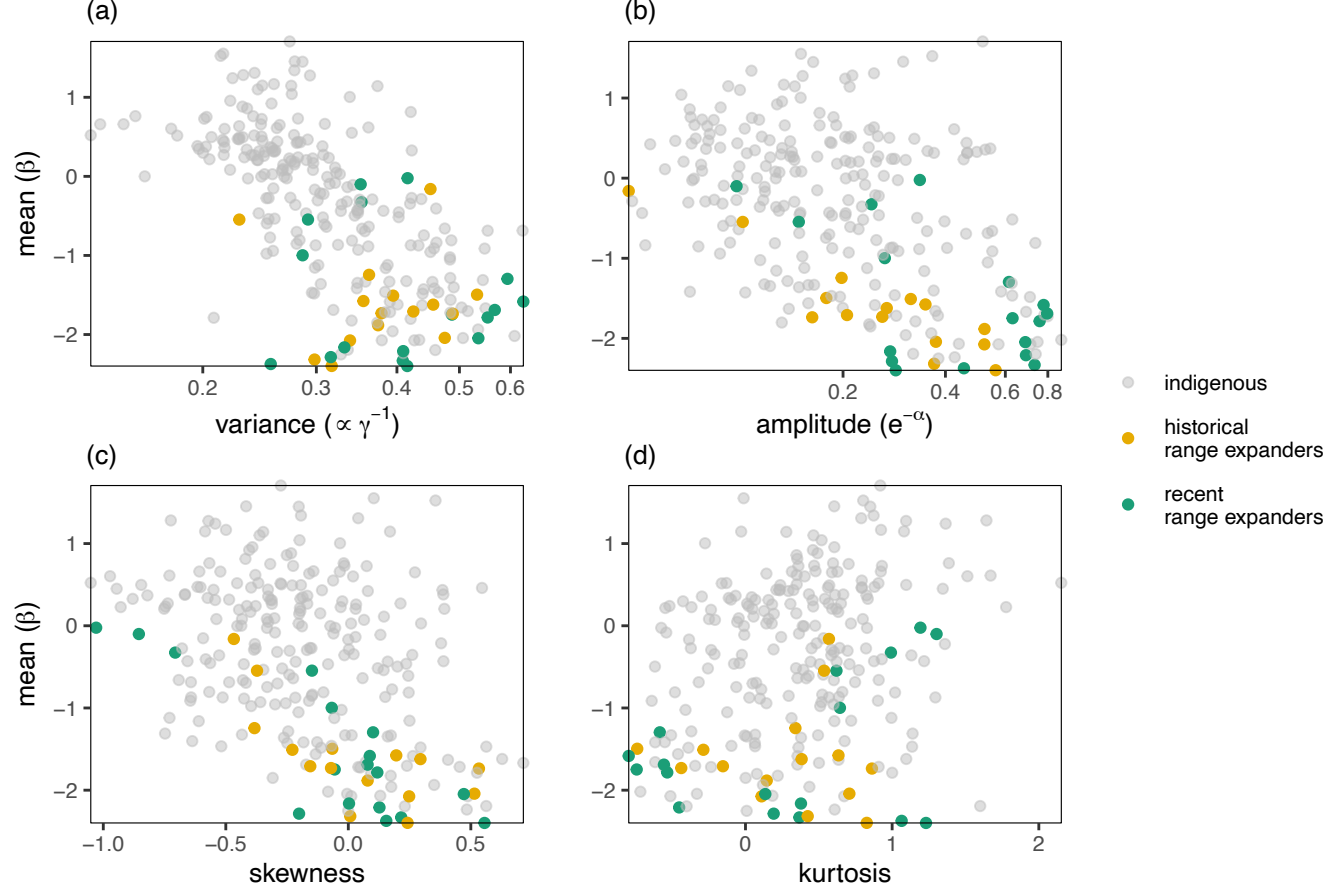 (a)
(b)
1
0
−1
−2
mean (β)
0.2
0.3
0.4
0.5
0.6
variance (∝ γ⁻¹)
1
0
−1
−2
0.2
0.4
0.6
0.8
amplitude (e⁻ᵅ)
(c)
(d)
1
0
−1
−2
mean (β)
−1.0
−0.5
0.0
0.5
skewness
1
0
−1
−2
0
1
2
kurtosis
indigenous
historical
range expanders
recent
range expanders